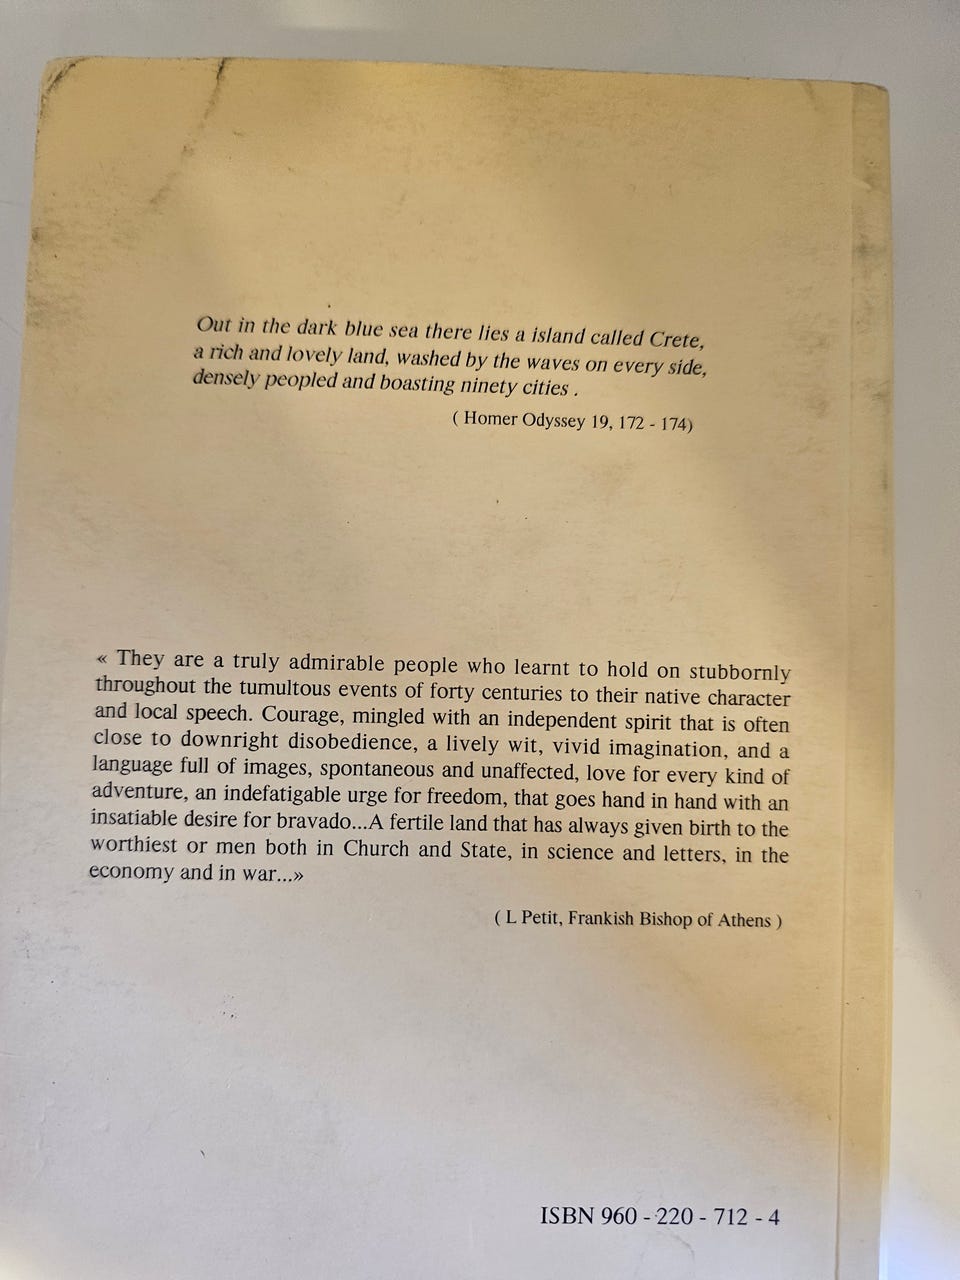 Out in the dark blue sea there lies a island called Crete,
a rich and lovely land, washed by the waves on every side,
densely peopled and boasting ninety cities .
( Homer Odyssey 19, 172 - 174)
« They are a truly admirable people who learnt to hold on stubbornly
throughout the tumultous events of forty centuries to their native character
and local speech. Courage, mingled with an independent spirit that is often
close to downright disobedience, a lively wit, vivid imagination, and a
language full of images, spontaneous and unaffected, love for every kind of
adventure, an indefatigable urge for freedom, that goes hand in hand with an
insatiable desire for bravado...A fertile land that has always given birth to the
worthiest or men both in Church and State, in science and letters, in the
economy and in war...»
( L Petit, Frankish Bishop of Athens )
ISBN 960 - 220 - 712 - 4